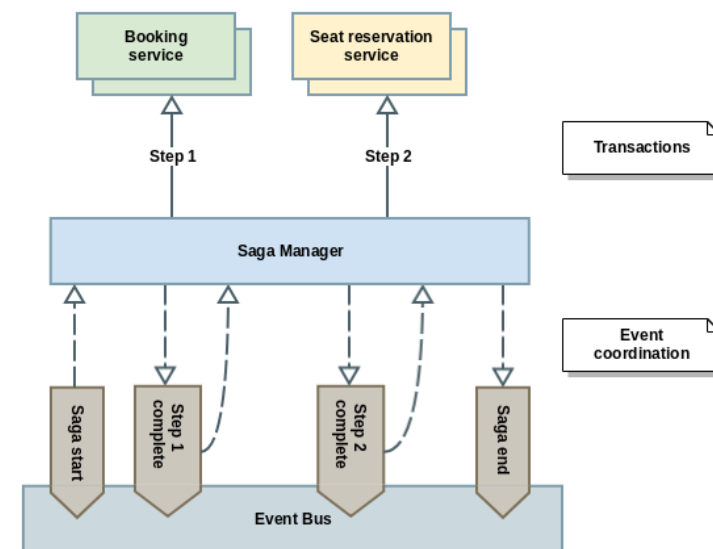 Booking
service
Seat reservation
service
Step 1
Step 2
Transactions
Saga Manager
Event
coordination
Saga start
Step 1
complete
Step 2
complete
Saga end
Event Bus